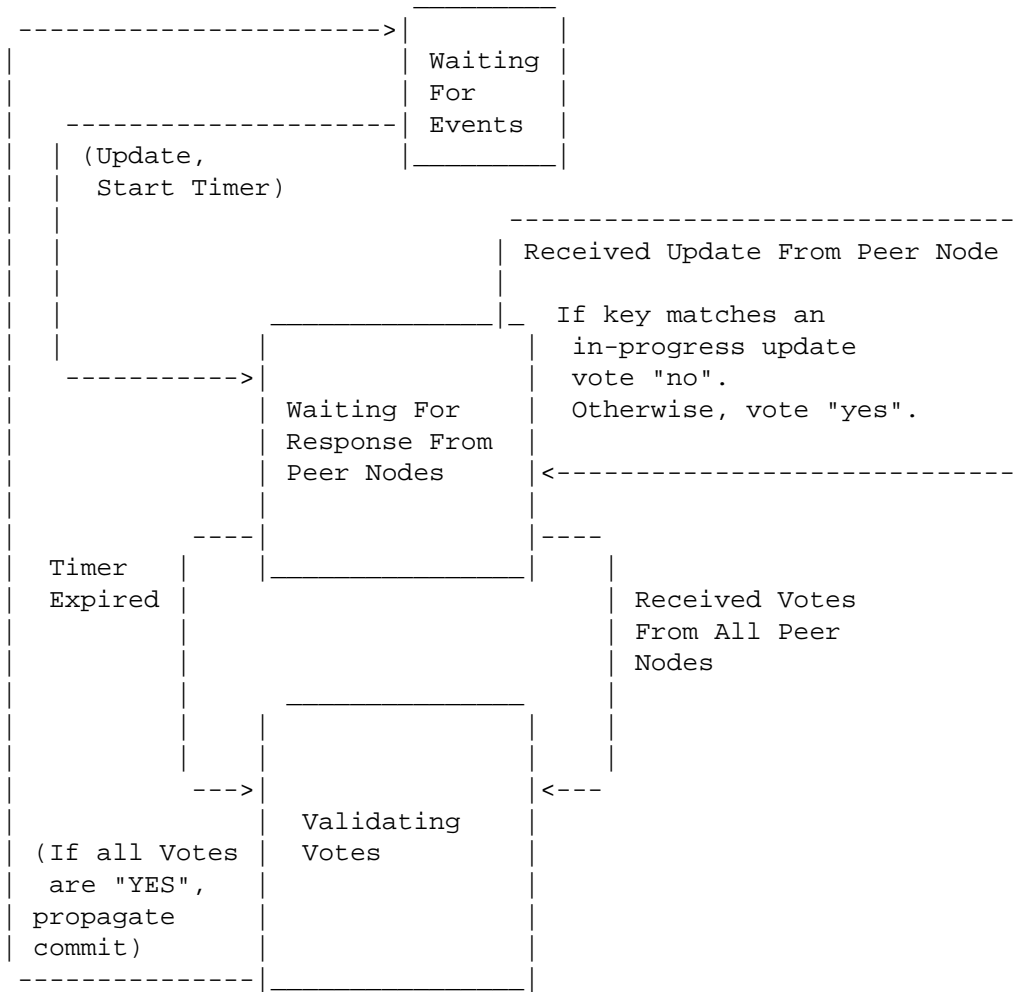 Waiting
For
Events
(Update,
Start Timer)
Received Update From Peer Node
If key matches an
in-progress update
vote "no".
Otherwise, vote "yes".
Waiting For
Response From
Peer Nodes
Timer
Expired
Received Votes
From All Peer
Nodes
Validating
Votes
(If all Votes
are "YES",
propagate
commit)